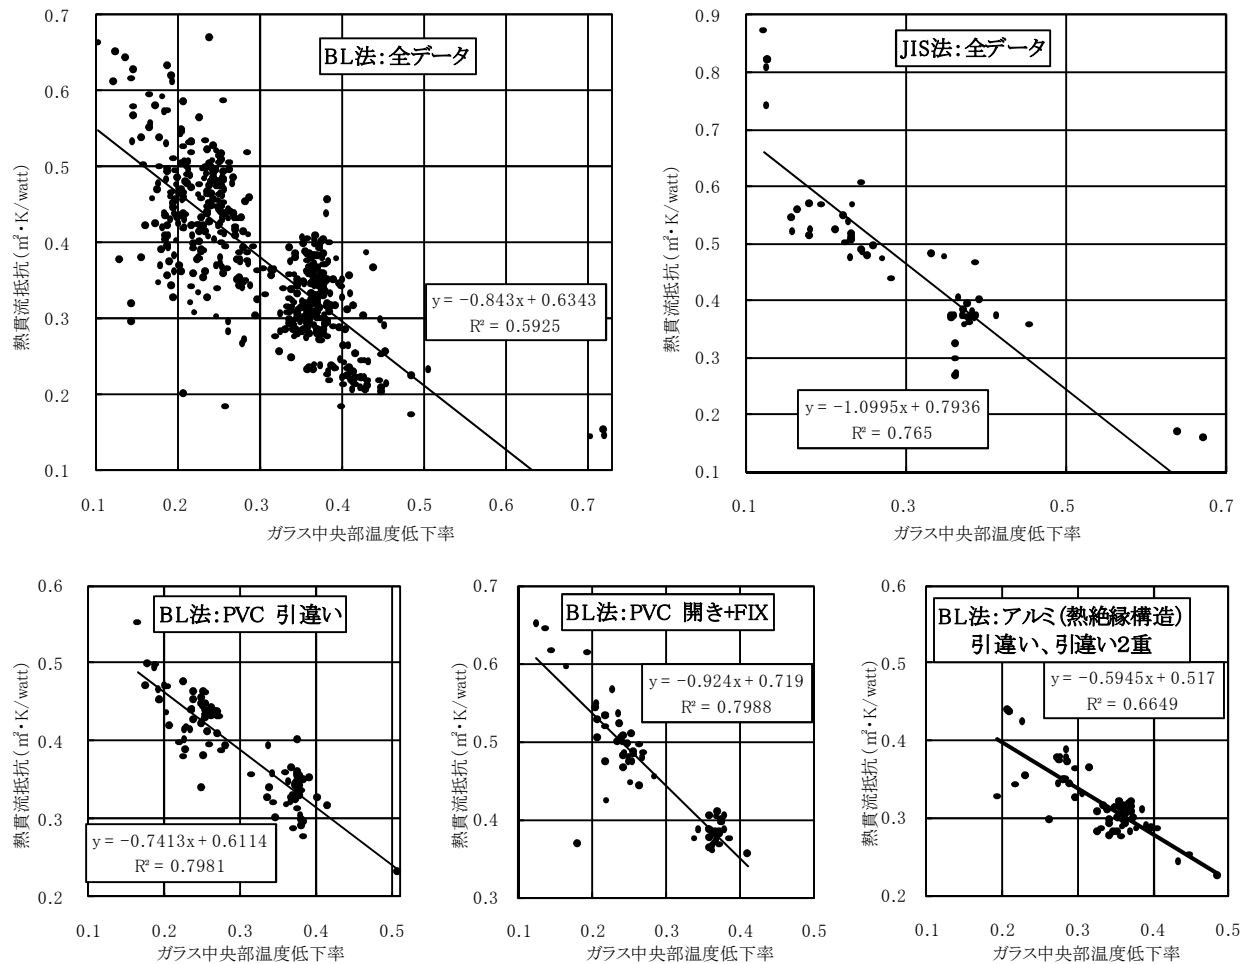 BL法：全データ
0.7
0.6
0.5
0.4
0.3
0.2
0.1
熱貫流抵抗(㎡・K/watt)
y = −0.843x + 0.6343
R² = 0.5925
0.1 0.2 0.3 0.4 0.5 0.6 0.7
ガラス中央部温度低下率
JIS法：全データ
0.9
0.8
0.7
0.6
0.5
0.4
0.3
0.2
0.1
熱貫流抵抗(㎡・K/watt)
y = −1.0995x + 0.7936
R² = 0.765
0.1 0.3 0.5 0.7
ガラス中央部温度低下率
BL法：PVC 引違い
0.6
0.5
0.4
0.3
0.2
熱貫流抵抗(㎡・K/watt)
y = −0.7413x + 0.6114
R² = 0.7981
0.1 0.2 0.3 0.4 0.5
ガラス中央部温度低下率
BL法：PVC 開き+FIX
0.7
0.6
0.5
0.4
0.3
熱貫流抵抗(㎡・K/watt)
y = −0.924x + 0.719
R² = 0.7988
0.1 0.2 0.3 0.4 0.5
ガラス中央部温度低下率
BL法：アルミ(熱絶縁構造)
引違い、引違い2重
0.6
0.5
0.4
0.3
0.2
熱貫流抵抗(㎡・K/watt)
y = −0.5945x + 0.517
R² = 0.6649
0.1 0.2 0.3 0.4 0.5
ガラス中央部温度低下率